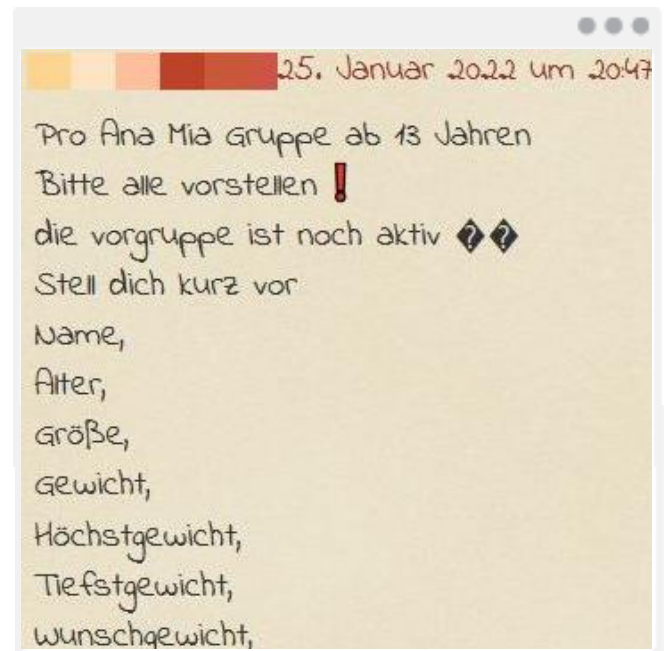 25. Januar 2022 um 20:47
Pro Ana Mia Gruppe ab 13 Jahren
Bitte alle vorstellen❗
die vorgruppe ist noch aktiv ��
Stell dich kurz vor
Name,
Alter,
Größe,
Gewicht,
Höchstgewicht,
Tiefstgewicht,
wunschgewicht,